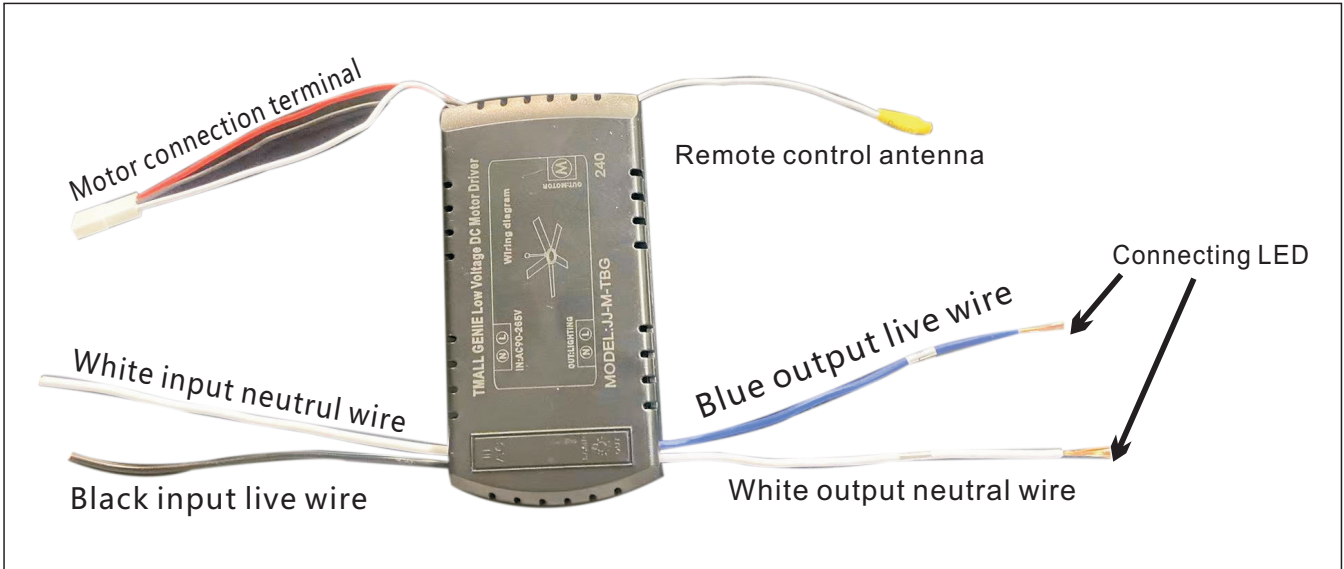 Motor connection terminal
Remote control antenna
TMALL GENIE Low Voltage DC Motor Driver
Wiring diagram
IN:AC90-265V
N L
OUT:MOTOR
M
OUT:LIGHTING
N L
MODEL:JJ-M-TBG
240
Connecting LED
Blue output live wire
White input neutrul wire
Black input live wire
White output neutral wire